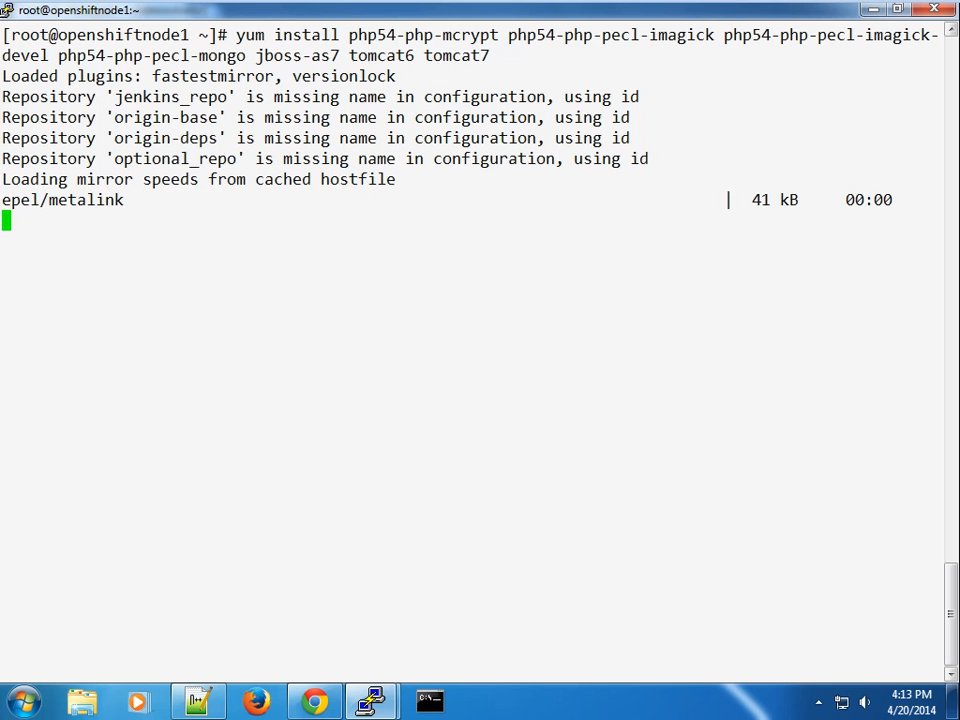 root@openshiftnode1:~
[root@openshiftnode1 ~]# yum install php54-php-mcrypt php54-php-pecl-imagick php54-php-pecl-imagick-
devel php54-php-pecl-mongo jboss-as7 tomcat6 tomcat7
Loaded plugins: fastestmirror, versionlock
Repository 'jenkins_repo' is missing name in configuration, using id
Repository 'origin-base' is missing name in configuration, using id
Repository 'origin-deps' is missing name in configuration, using id
Repository 'optional_repo' is missing name in configuration, using id
Loading mirror speeds from cached hostfile
epel/metalink | 41 kB 00:00
4:13 PM
4/20/2014